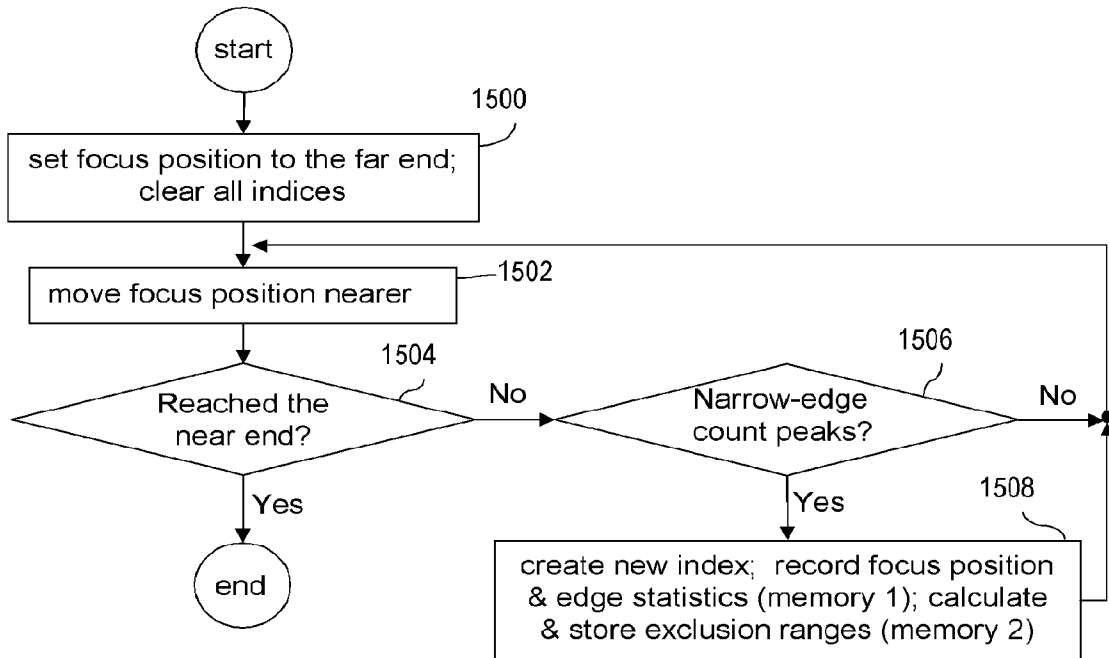 start
1500
set focus position to the far end;
clear all indices
move focus position nearer
1502
1504
Reached the
near end?
No
1506
Narrow-edge
count peaks?
No
Yes
end
Yes
1508
create new index; record focus position
& edge statistics (memory 1); calculate
& store exclusion ranges (memory 2)